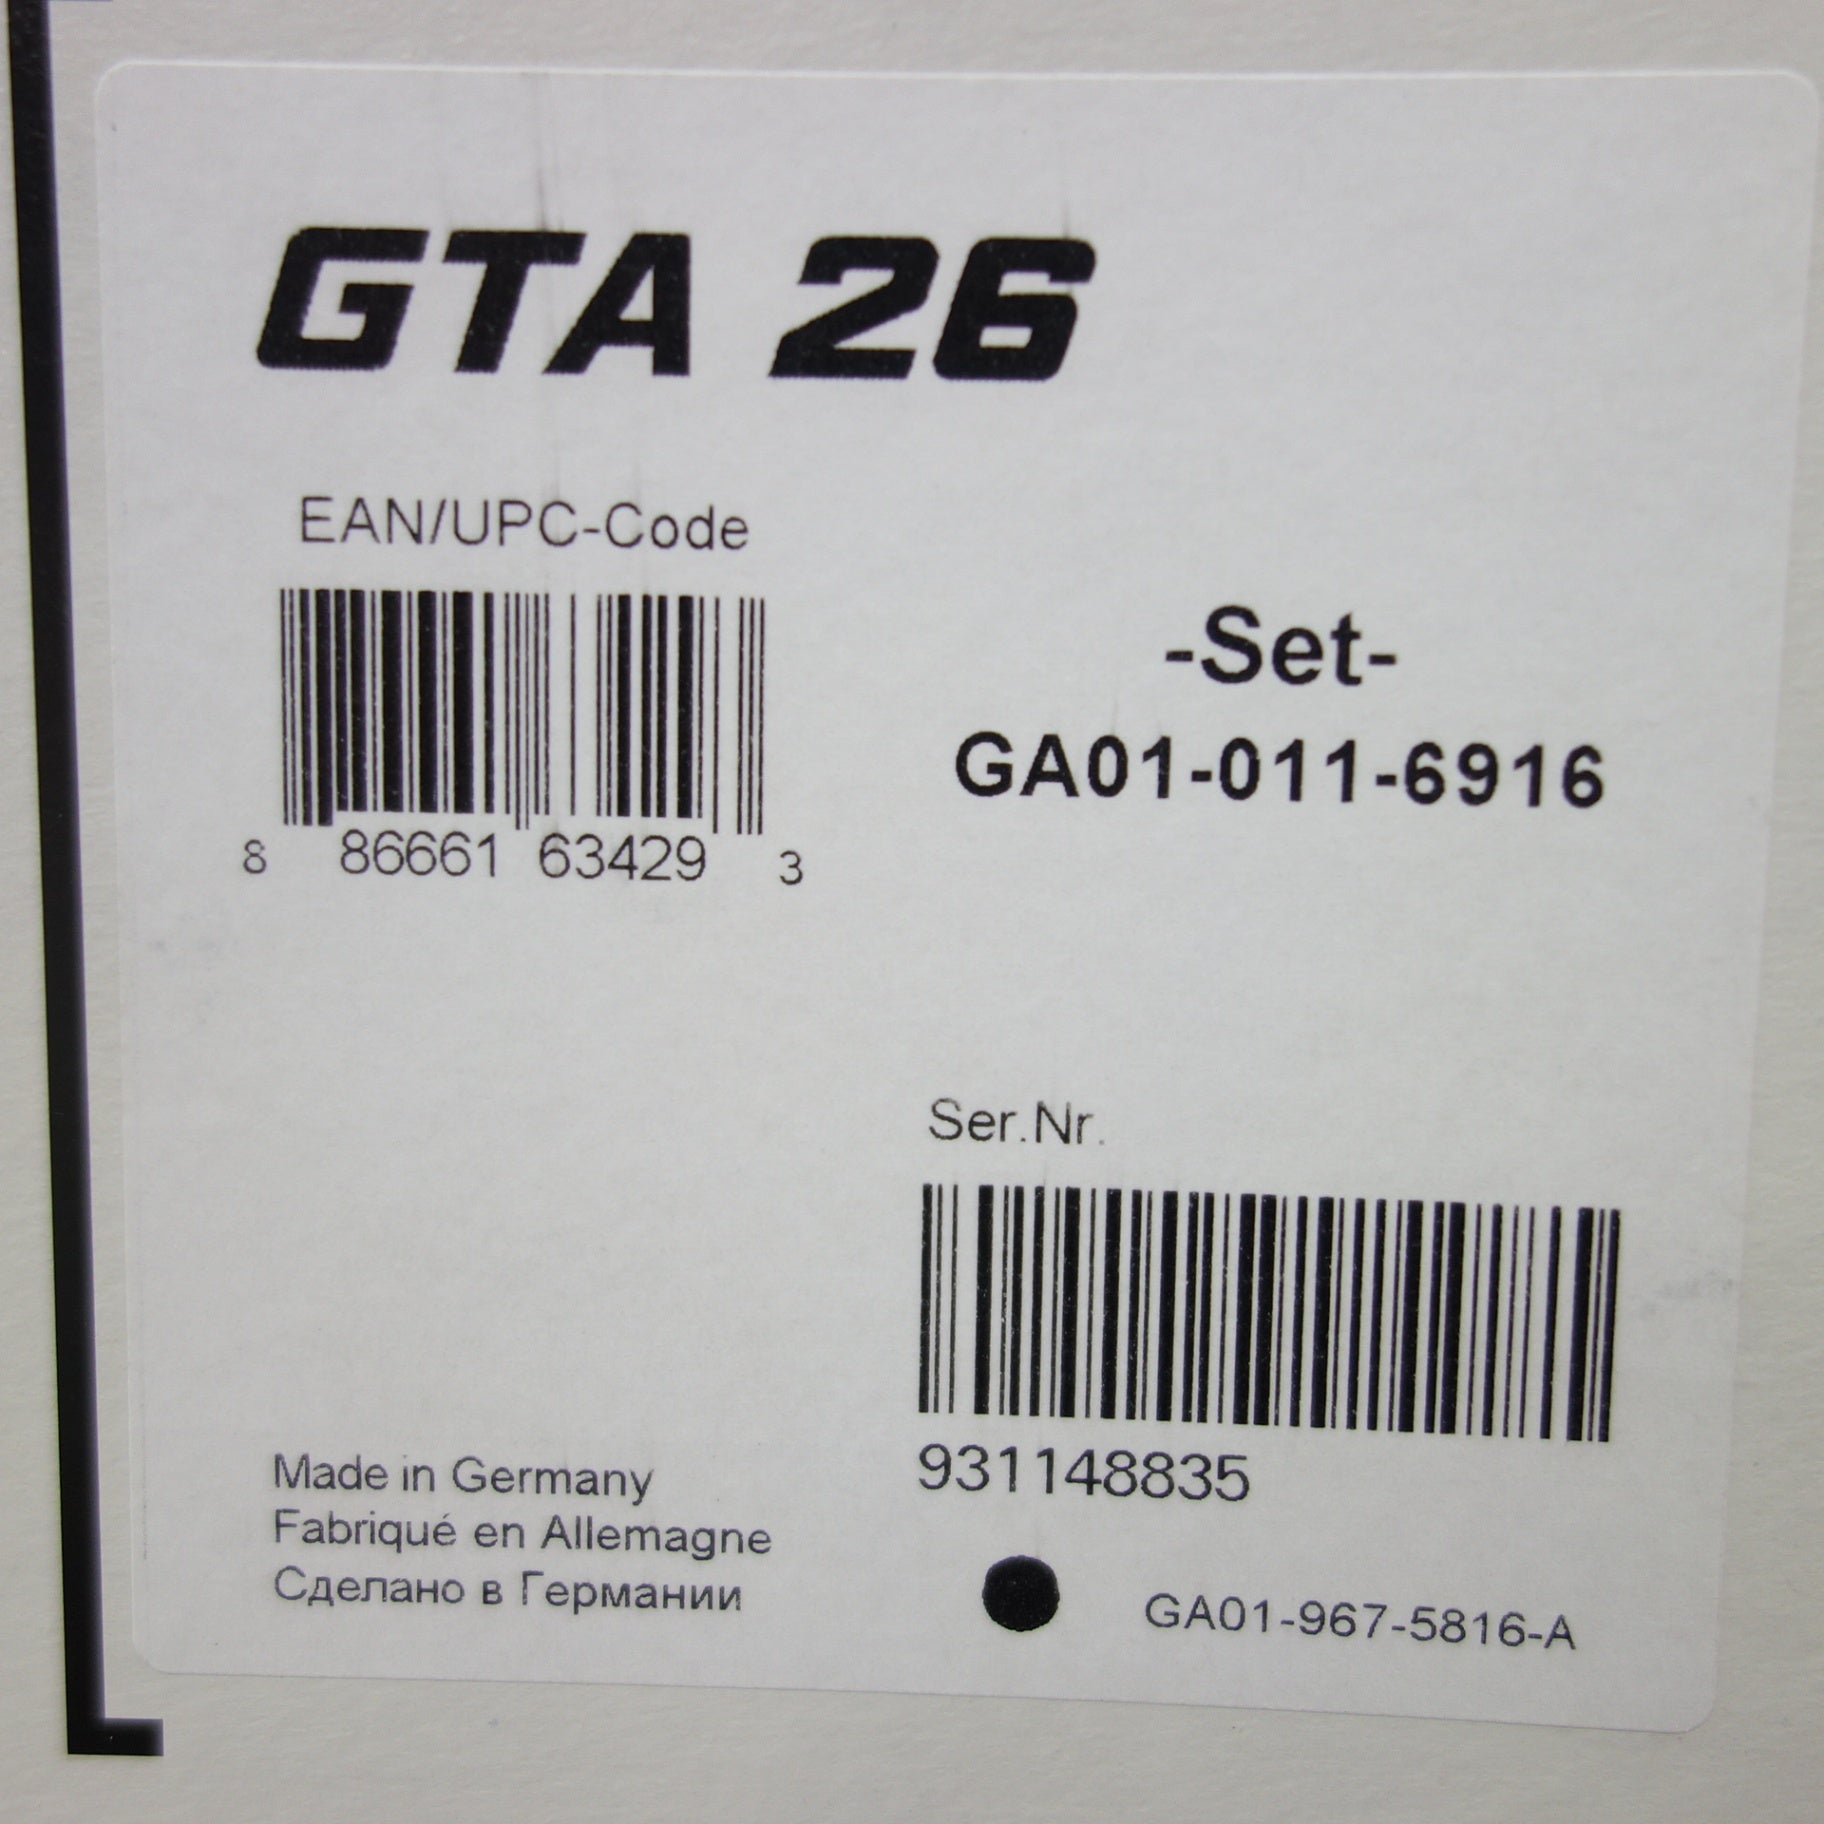 GTA 26
EAN/UPC-Code
8 86661 63429 3
-Set-
GA01-011-6916
Ser.Nr.
931148835
Made in Germany
Fabriqué en Allemagne
Сделано в Германии
GA01-967-5816-A